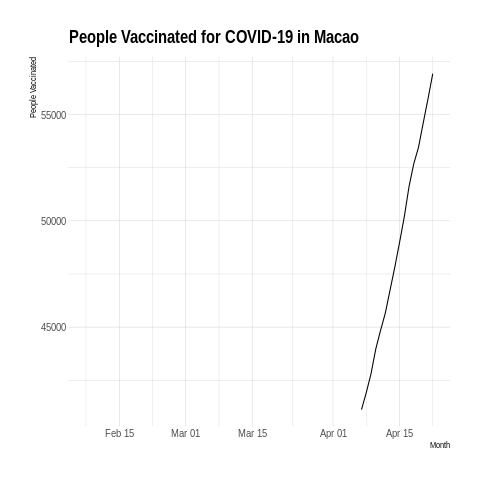 People Vaccinated for COVID-19 in Macao
People Vaccinated
55000
50000
45000
Feb 15 Mar 01 Mar 15 Apr 01 Apr 15
Month